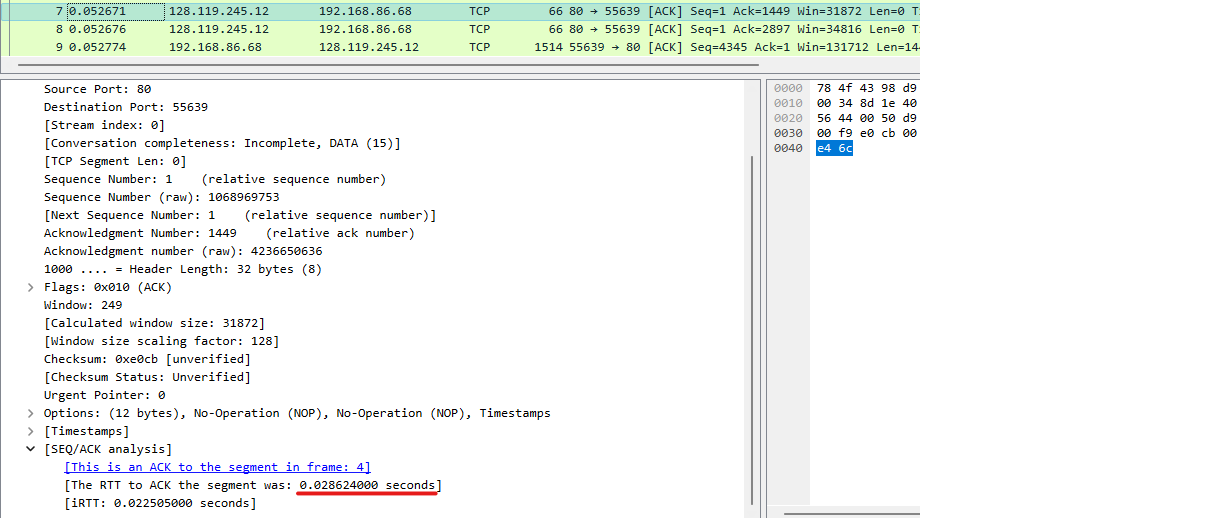 7 0.052671 128.119.245.12 192.168.86.68 TCP 66 80 → 55639 [ACK] Seq=1 Ack=1449 Win=31872 Len=0 T
8 0.052676 128.119.245.12 192.168.86.68 TCP 66 80 → 55639 [ACK] Seq=1 Ack=2897 Win=34816 Len=0 T
9 0.052774 192.168.86.68 128.119.245.12 TCP 1514 55639 → 80 [ACK] Seq=4345 Ack=1 Win=131712 Len=14
Source Port: 80
Destination Port: 55639
[Stream index: 0]
[Conversation completeness: Incomplete, DATA (15)]
[TCP Segment Len: 0]
Sequence Number: 1    (relative sequence number)
Sequence Number (raw): 1068969753
[Next Sequence Number: 1    (relative sequence number)]
Acknowledgment Number: 1449    (relative ack number)
Acknowledgment number (raw): 4236650636
1000 .... = Header Length: 32 bytes (8)
Flags: 0x010 (ACK)
Window: 249
[Calculated window size: 31872]
[Window size scaling factor: 128]
Checksum: 0xe0cb [unverified]
[Checksum Status: Unverified]
Urgent Pointer: 0
Options: (12 bytes), No-Operation (NOP), No-Operation (NOP), Timestamps
[Timestamps]
[SEQ/ACK analysis]
[This is an ACK to the segment in frame: 4]
[The RTT to ACK the segment was: 0.028624000 seconds]
[iRTT: 0.022505000 seconds]
0000 78 4f 43 98 d9
0010 00 34 8d 1e 40
0020 56 44 00 50 d9
0030 00 f9 e0 cb 00
0040 e4 6c